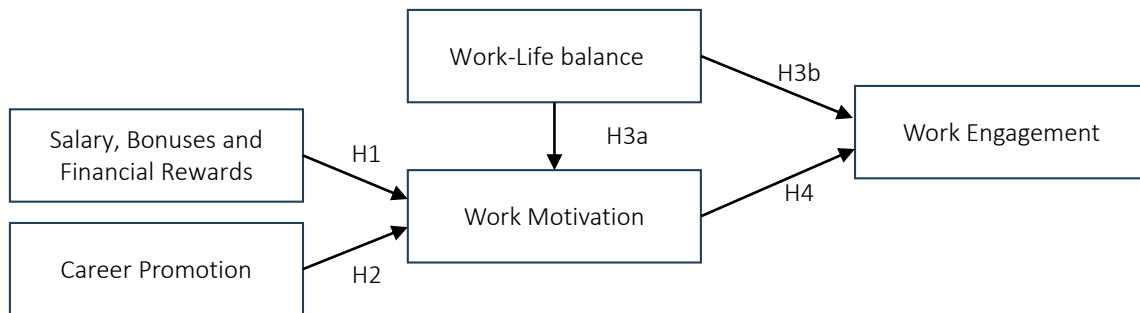 Work-Life balance
H3b
Work Engagement
Salary, Bonuses and
Financial Rewards
H1
H3a
Work Motivation
H4
Career Promotion
H2